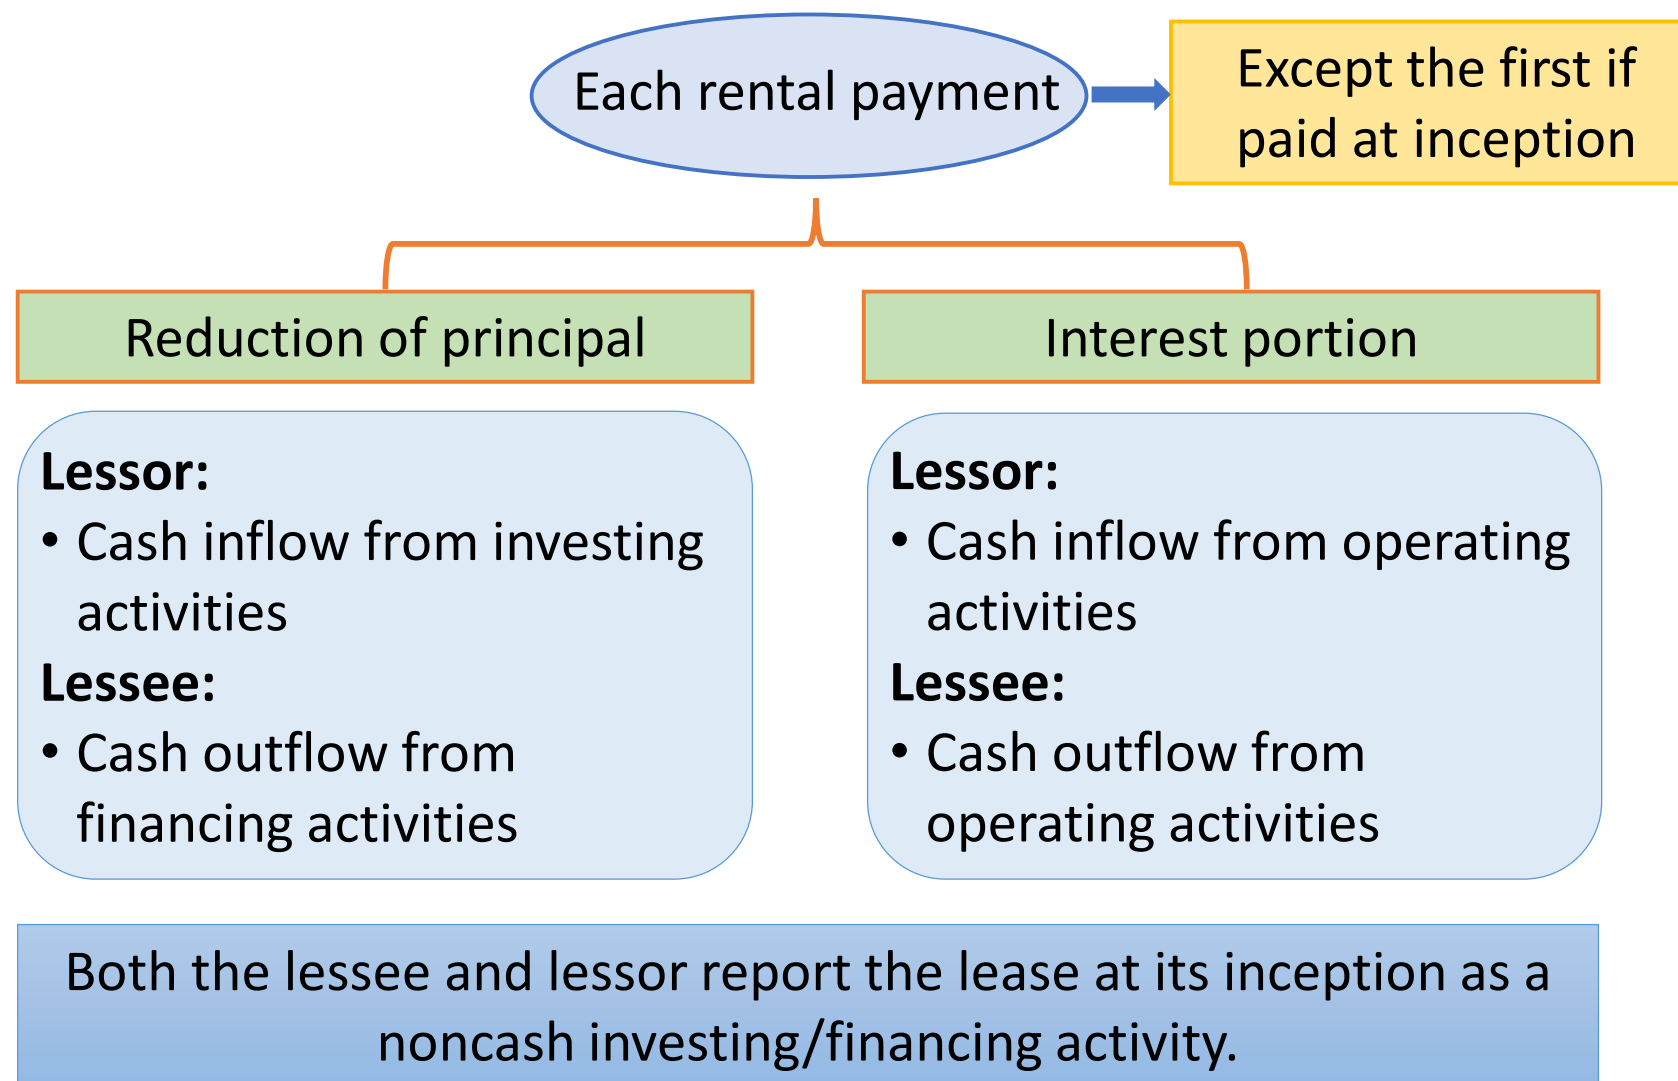 Each rental payment
Except the first if
paid at inception
Reduction of principal
Lessor:
• Cash inflow from investing
activities
Lessee:
• Cash outflow from
financing activities
Interest portion
Lessor:
• Cash inflow from operating
activities
Lessee:
• Cash outflow from
operating activities
Both the lessee and lessor report the lease at its inception as a
noncash investing/financing activity.